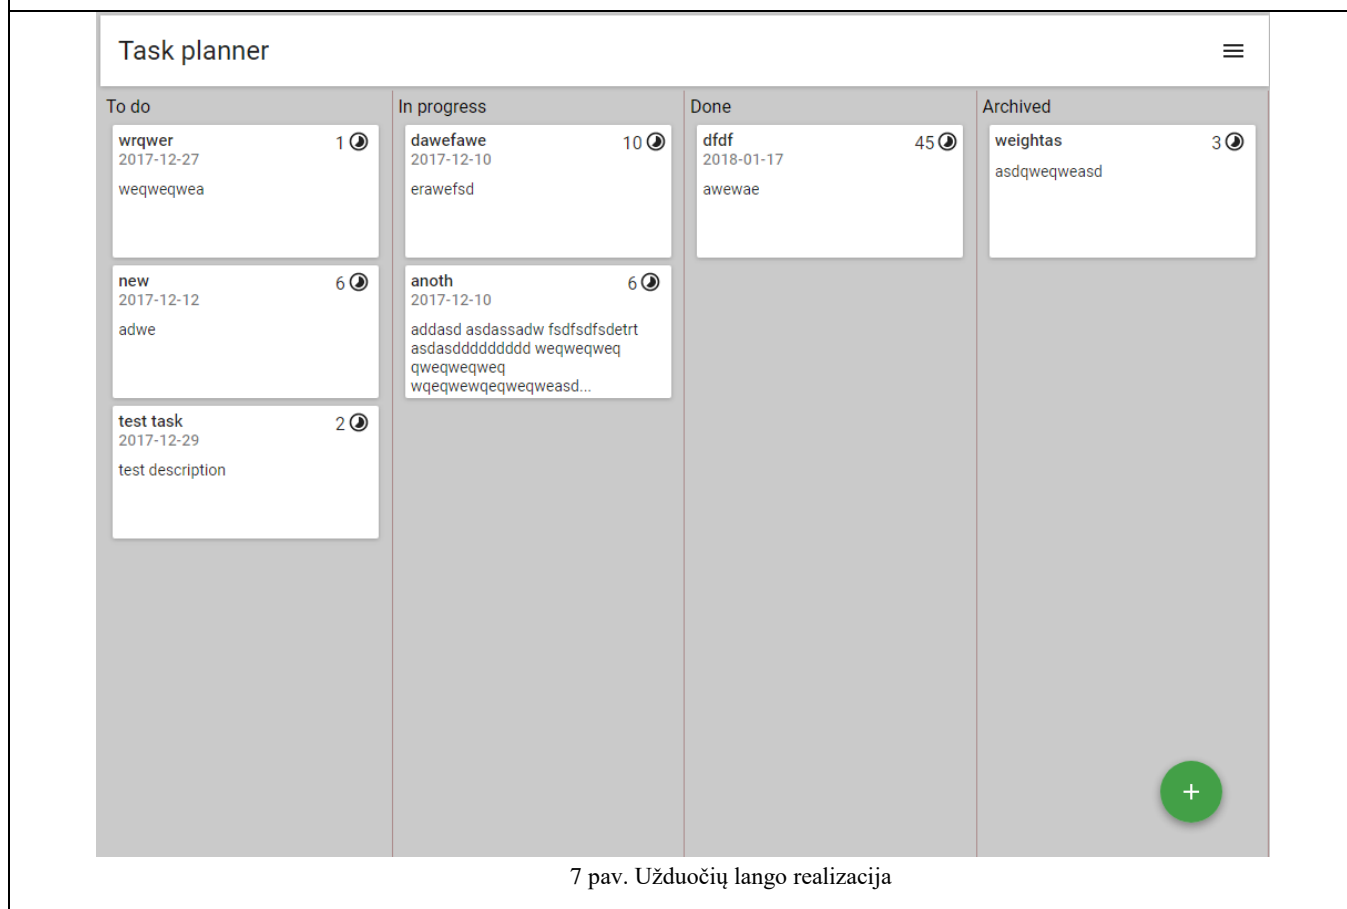 Task planner
To do
wrqwer 1
2017-12-27
weqweqwea
new 6
2017-12-12
adwe
test task 2
2017-12-29
test description
In progress
dawefawe 10
2017-12-10
erawefsd
anoth 6
2017-12-10
addasd asdassadw fsdfsdfsdetrt
asdasddddddddd weqweqweq
qweqweqweq
wqeqwewqeqweqweasd...
Done
dfdf 45
2018-01-17
awewae
Archived
weightas 3
asdqweqweasd
7 pav. Užduočių lango realizacija